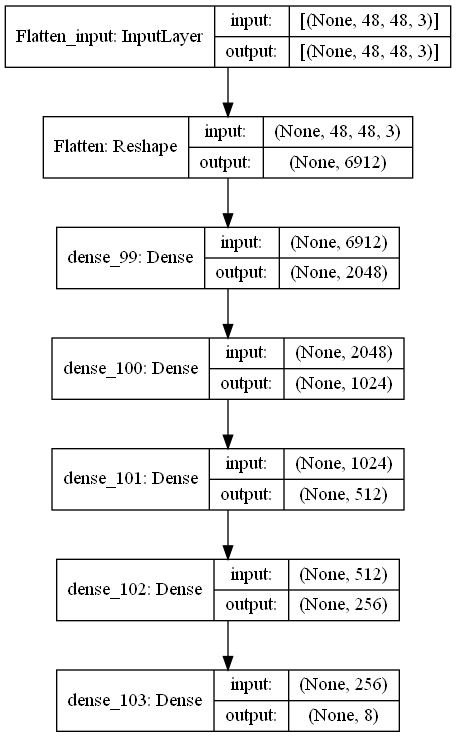 Flatten_input: InputLayer
input: [(None, 48, 48, 3)]
output: [(None, 48, 48, 3)]
Flatten: Reshape
input: (None, 48, 48, 3)
output: (None, 6912)
dense_99: Dense
input: (None, 6912)
output: (None, 2048)
dense_100: Dense
input: (None, 2048)
output: (None, 1024)
dense_101: Dense
input: (None, 1024)
output: (None, 512)
dense_102: Dense
input: (None, 512)
output: (None, 256)
dense_103: Dense
input: (None, 256)
output: (None, 8)